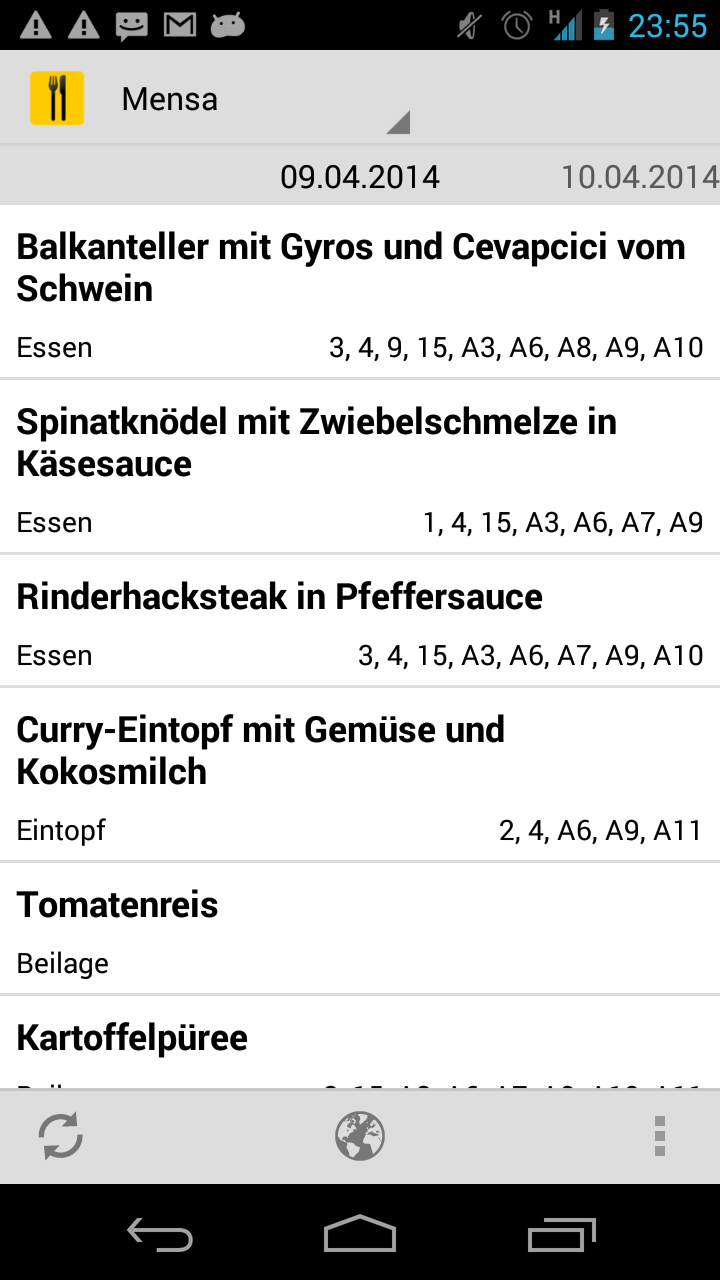 H
23:55
Mensa
09.04.2014
10.04.2014
Balkanteller mit Gyros und Cevapcici vom
Schwein
Essen
3, 4, 9, 15, A3, A6, A8, A9, A10
Spinatknödel mit Zwiebelschmelze in
Käsesauce
Essen
1, 4, 15, A3, A6, A7, A9
Rinderhacksteak in Pfeffersauce
Essen
3, 4, 15, A3, A6, A7, A9, A10
Curry-Eintopf mit Gemüse und
Kokosmilch
Eintopf
2, 4, A6, A9, A11
Tomatenreis
Beilage
Kartoffelpüree